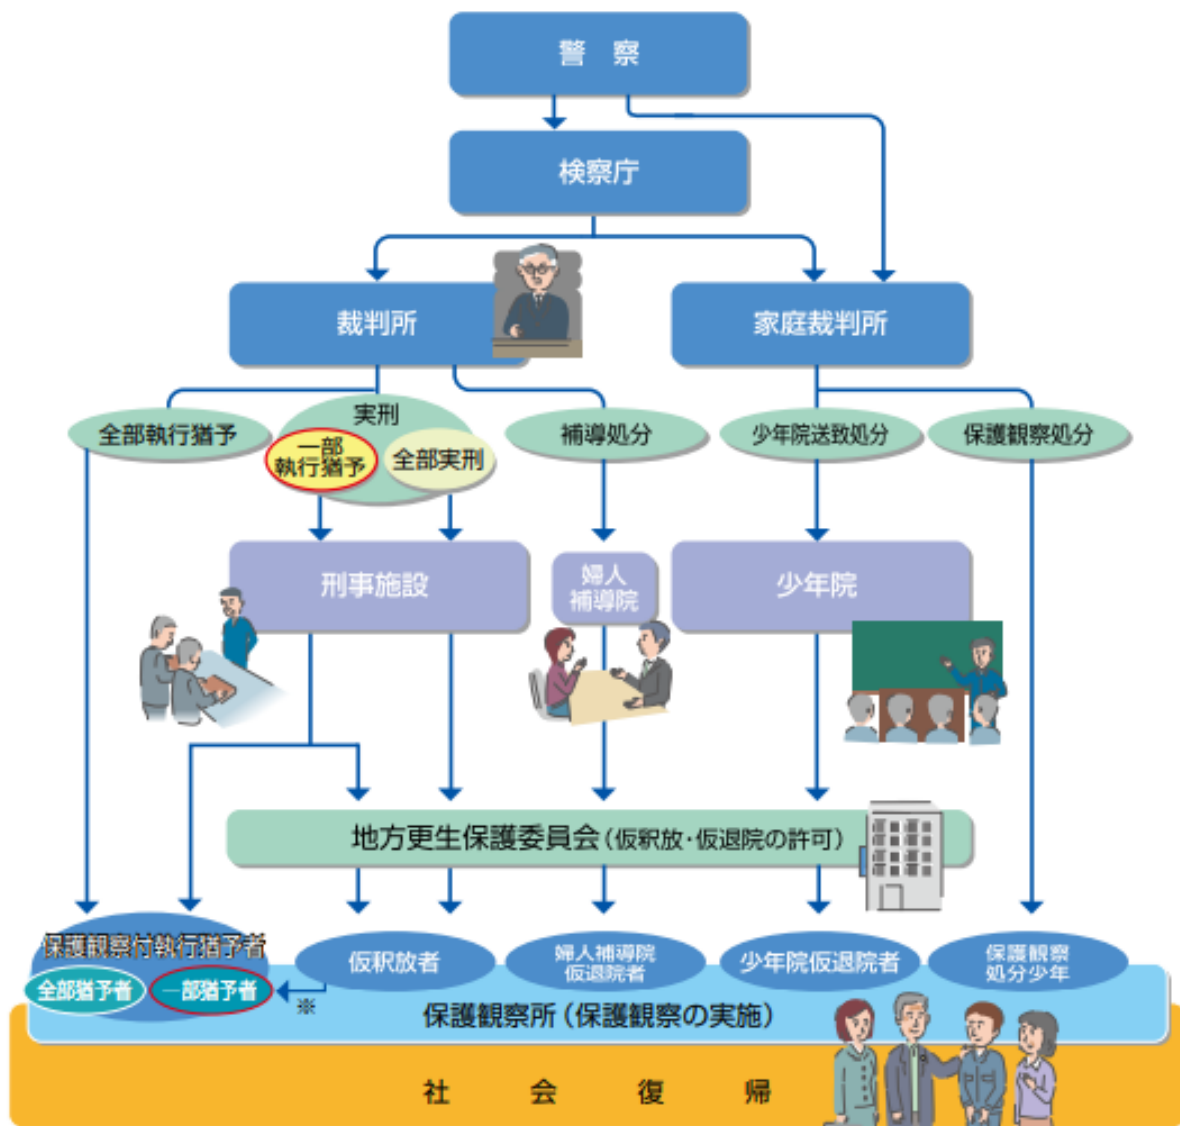 警 察
検察庁
裁判所
家庭裁判所
全部執行猶予
実刑
一部
執行猶予
全部実刑
補導処分
少年院送致処分
保護観察処分
刑事施設
婦人
補導院
少年院
地方更生保護委員会(仮釈放・仮退院の許可)
保護観察付執行猶予者
全部猶予者
一部猶予者
※
仮釈放者
婦人補導院
仮退院者
少年院仮退院者
保護観察
処分少年
保護観察所(保護観察の実施)
社 会 復 帰